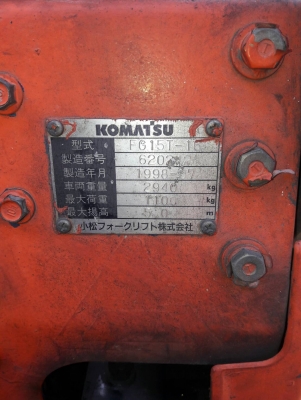 KOMATSU
型式
製造番号
製造年月 1998-
車両重量 2940 kg
最大荷重 kg
最大揚高 m
小松フォークリフト株式会社